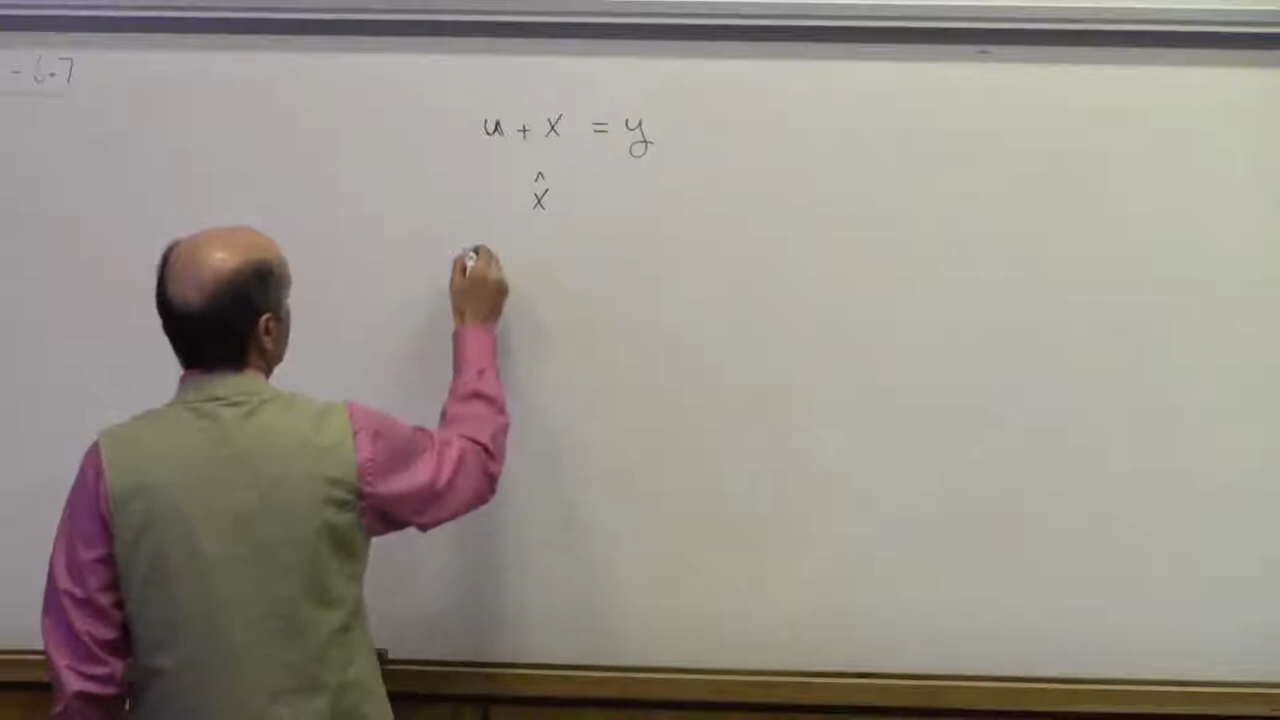 - 6.7
u + x = y
x̂